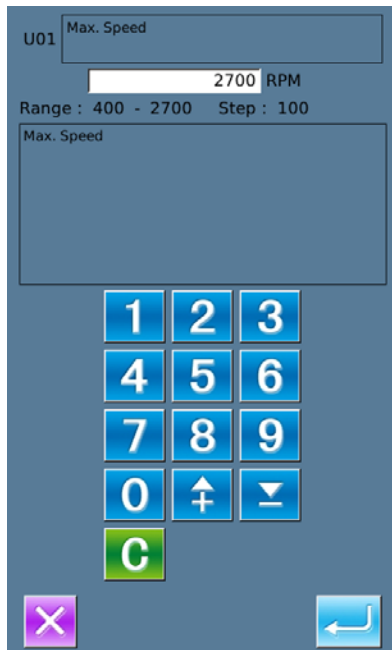 U01 Max. Speed
2700 RPM
Range : 400 - 2700 Step : 100
Max. Speed
1 2 3
4 5 6
7 8 9
0
C